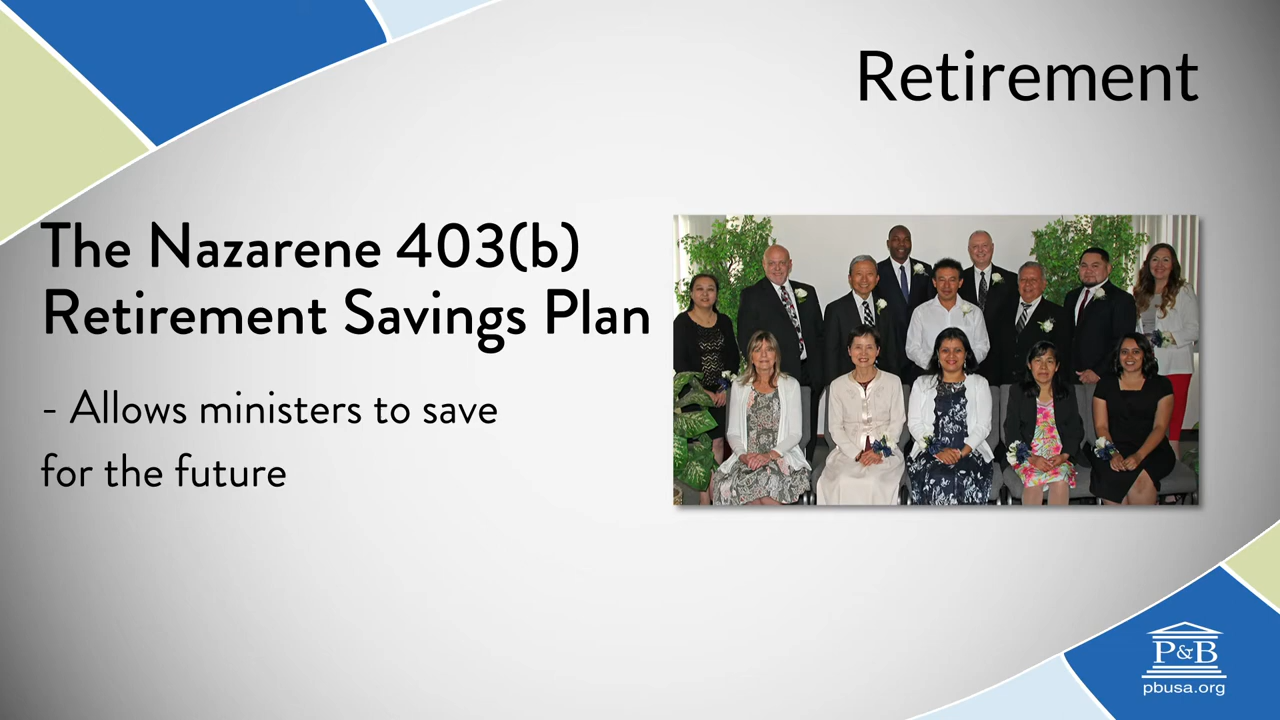 Retirement
The Nazarene 403(b)
Retirement Savings Plan
- Allows ministers to save
for the future
P&B
pbusa.org